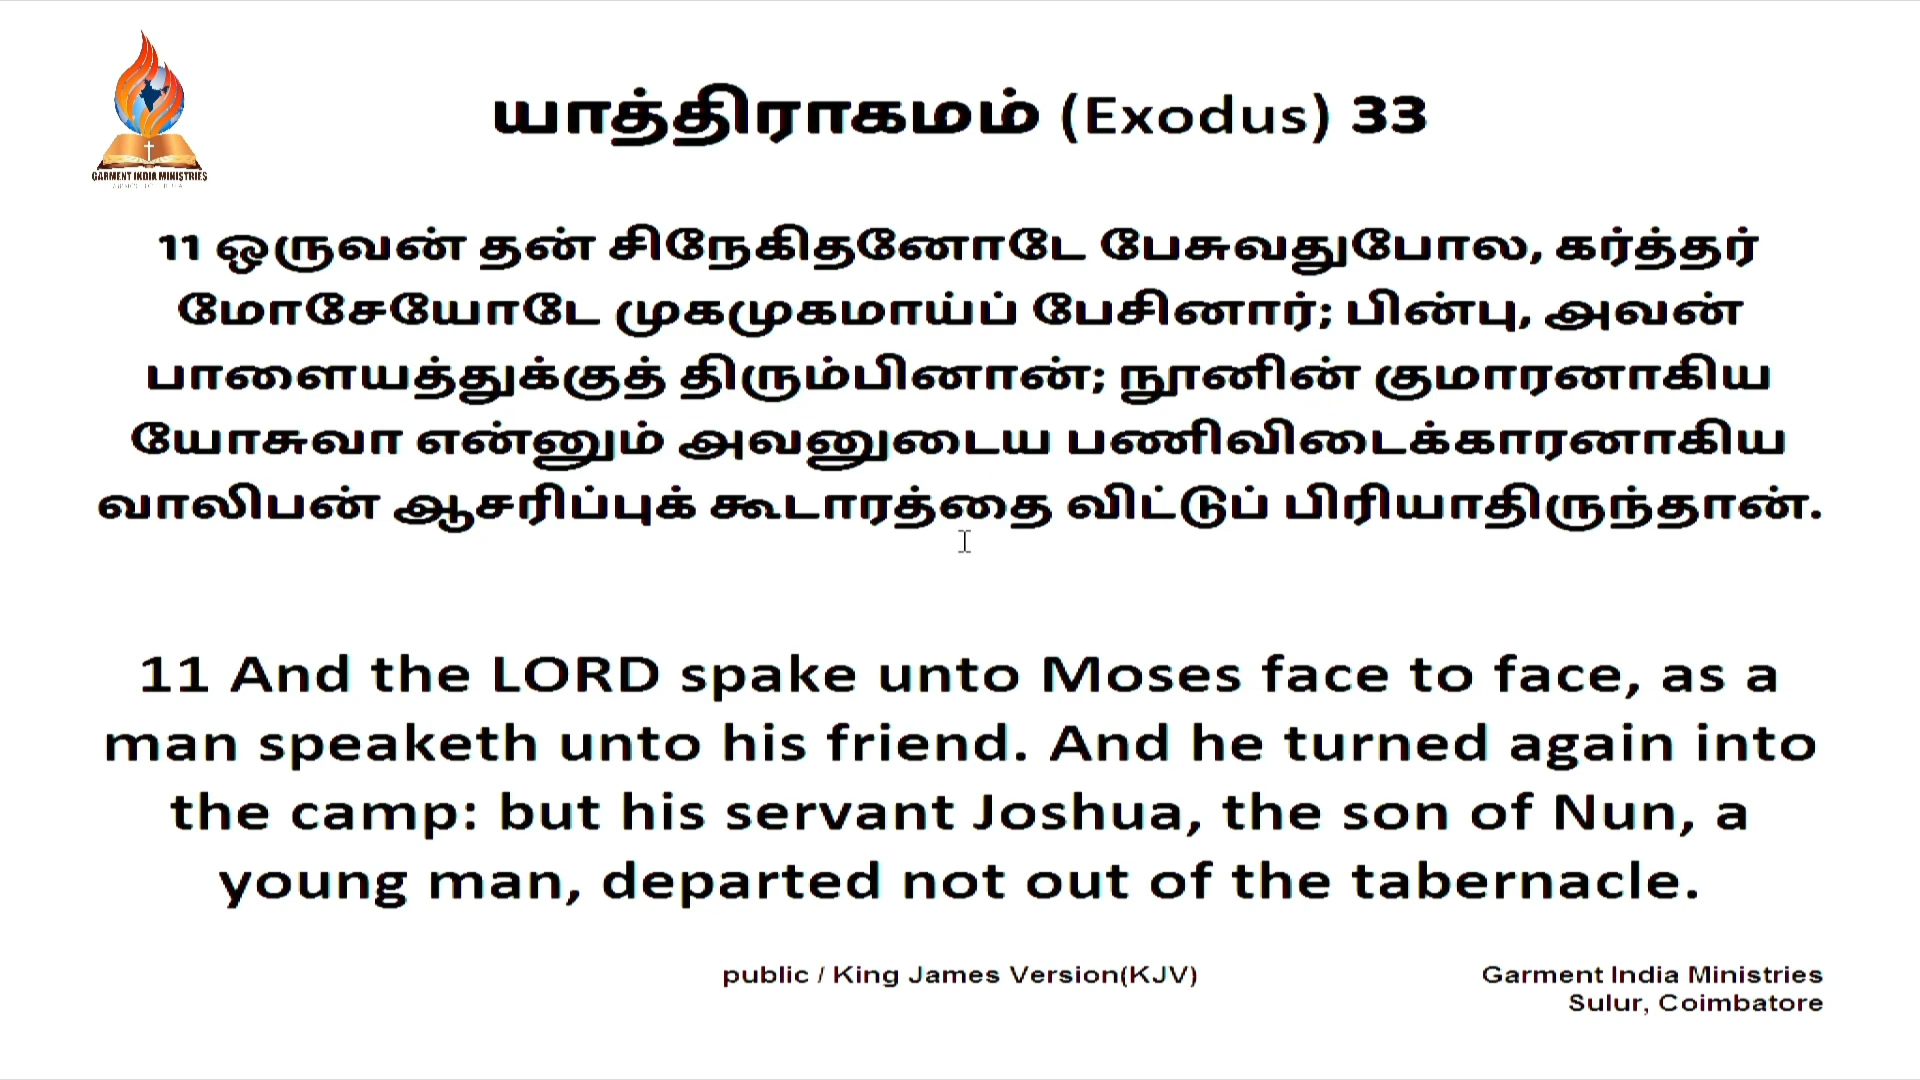 யாத்திராகமம் (Exodus) 33
GARMENT INDIA MINISTRIES
11 ஒருவன் தன் சிநேகிதனோடே பேசுவதுபோல, கர்த்தர்
மோசேயோடே முகமுகமாய்ப் பேசினார்; பின்பு, அவன்
பாளையத்துக்குத் திரும்பினான்; நூனின் குமாரனாகிய
யோசுவா என்னும் அவனுடைய பணிவிடைக்காரனாகிய
வாலிபன் ஆசரிப்புக் கூடாரத்தை விட்டுப் பிரியாதிருந்தான்.
11 And the LORD spake unto Moses face to face, as a
man speaketh unto his friend. And he turned again into
the camp: but his servant Joshua, the son of Nun, a
young man, departed not out of the tabernacle.
public / King James Version(KJV)
Garment India Ministries
Sulur, Coimbatore